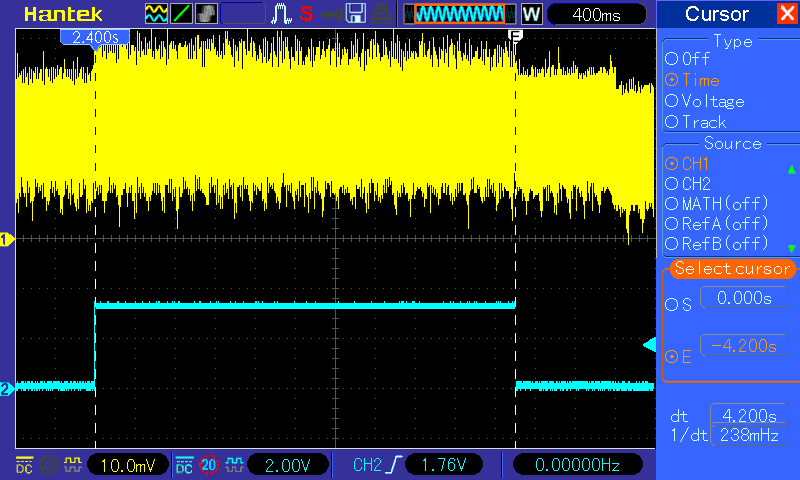 Hantek S W 400ms Cursor
2.400s E
Type
Off
Time
Voltage
Track
Source
CH1
CH2
MATH(off)
RefA(off)
RefB(off)
Select cursor
S 0.000s
E -4.200s
dt 4.200s
1/dt 238mHz
1
2
DC 20 10.0mV DC 20 2.00V CH2 1.76V 0.00000Hz